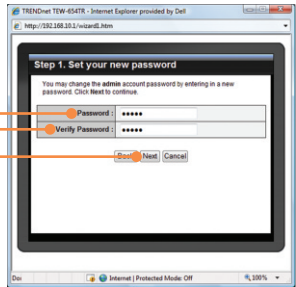 TRENDnet TEW-654TR - Internet Explorer provided by Dell
http://192.168.10.1/wizard1.htm
Step 1. Set your new password
You may change the admin account password by entering in a new
password. Click Next to continue.
Password : •••••
Verify Password : •••••
Back Next Cancel
Internet | Protected Mode: Off
100%